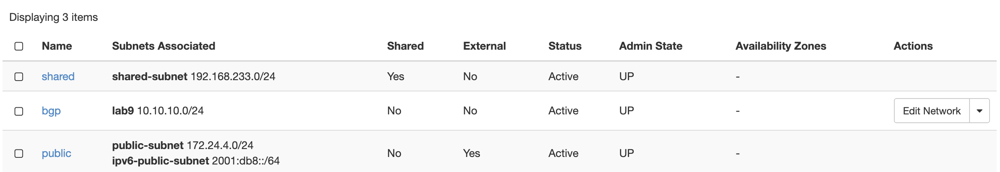 Displaying 3 items
Name Subnets Associated Shared External Status Admin State Availability Zones Actions
shared shared-subnet 192.168.233.0/24 Yes No Active UP -
bgp lab9 10.10.10.0/24 No No Active UP - Edit Network
public public-subnet 172.24.4.0/24 No Yes Active UP -
ipv6-public-subnet 2001:db8::/64